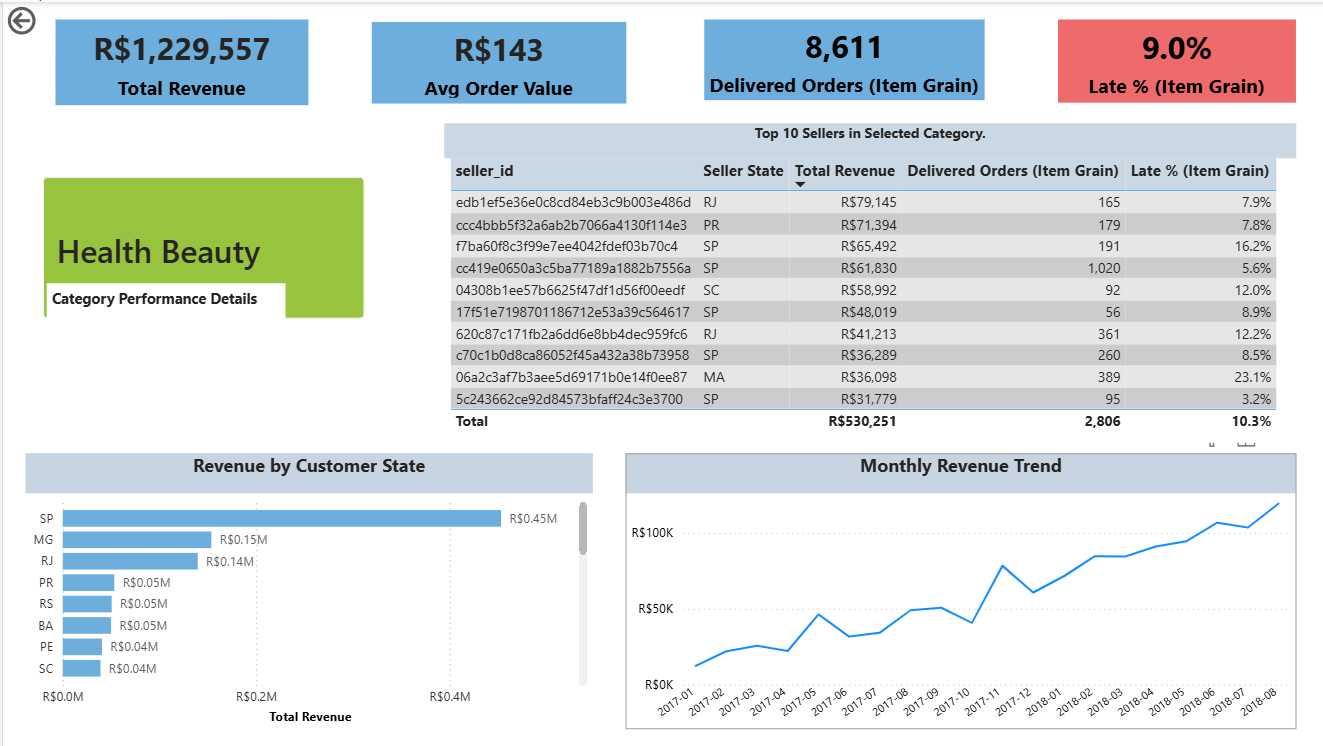 R$1,229,557
Total Revenue
R$143
Avg Order Value
8,611
Delivered Orders (Item Grain)
9.0%
Late % (Item Grain)
Health Beauty
Category Performance Details
Top 10 Sellers in Selected Category.
seller_id Seller State Total Revenue Delivered Orders (Item Grain) Late % (Item Grain)
edb1ef5e36e0c8cd84eb3c9b003e486d RJ R$79,145 165 7.9%
ccc4bbb5f32a6ab2b7066a4130f114e3 PR R$71,394 179 7.8%
f7ba60f8c3f99e7ee4042fdef03b70c4 SP R$65,492 191 16.2%
cc419e0650a3c5ba77189a1882b7556a SP R$61,830 1,020 5.6%
04308b1ee57b6625f47df1d56f00eedf SC R$58,992 92 12.0%
17f51e7198701186712e53a39c564617 SP R$48,019 56 8.9%
620c87c171fb2a6dd6e8bb4dec959fc6 RJ R$41,213 361 12.2%
c70c1b0d8ca86052f45a432a38b73958 SP R$36,289 260 8.5%
06a2c3af7b3aee5d69171b0e14f0ee87 MA R$36,098 389 23.1%
5c243662ce92d84573bfaff24c3e3700 SP R$31,779 95 3.2%
Total R$530,251 2,806 10.3%
Revenue by Customer State
SP R$0.45M
MG R$0.15M
RJ R$0.14M
PR R$0.05M
RS R$0.05M
BA R$0.05M
PE R$0.04M
SC R$0.04M
R$0.0M R$0.2M R$0.4M
Total Revenue
Monthly Revenue Trend
R$100K
R$50K
R$0K
2017-01 2017-02 2017-03 2017-04 2017-05 2017-06 2017-07 2017-08 2017-09 2017-10 2017-11 2017-12 2018-01 2018-02 2018-03 2018-04 2018-05 2018-06 2018-07 2018-08